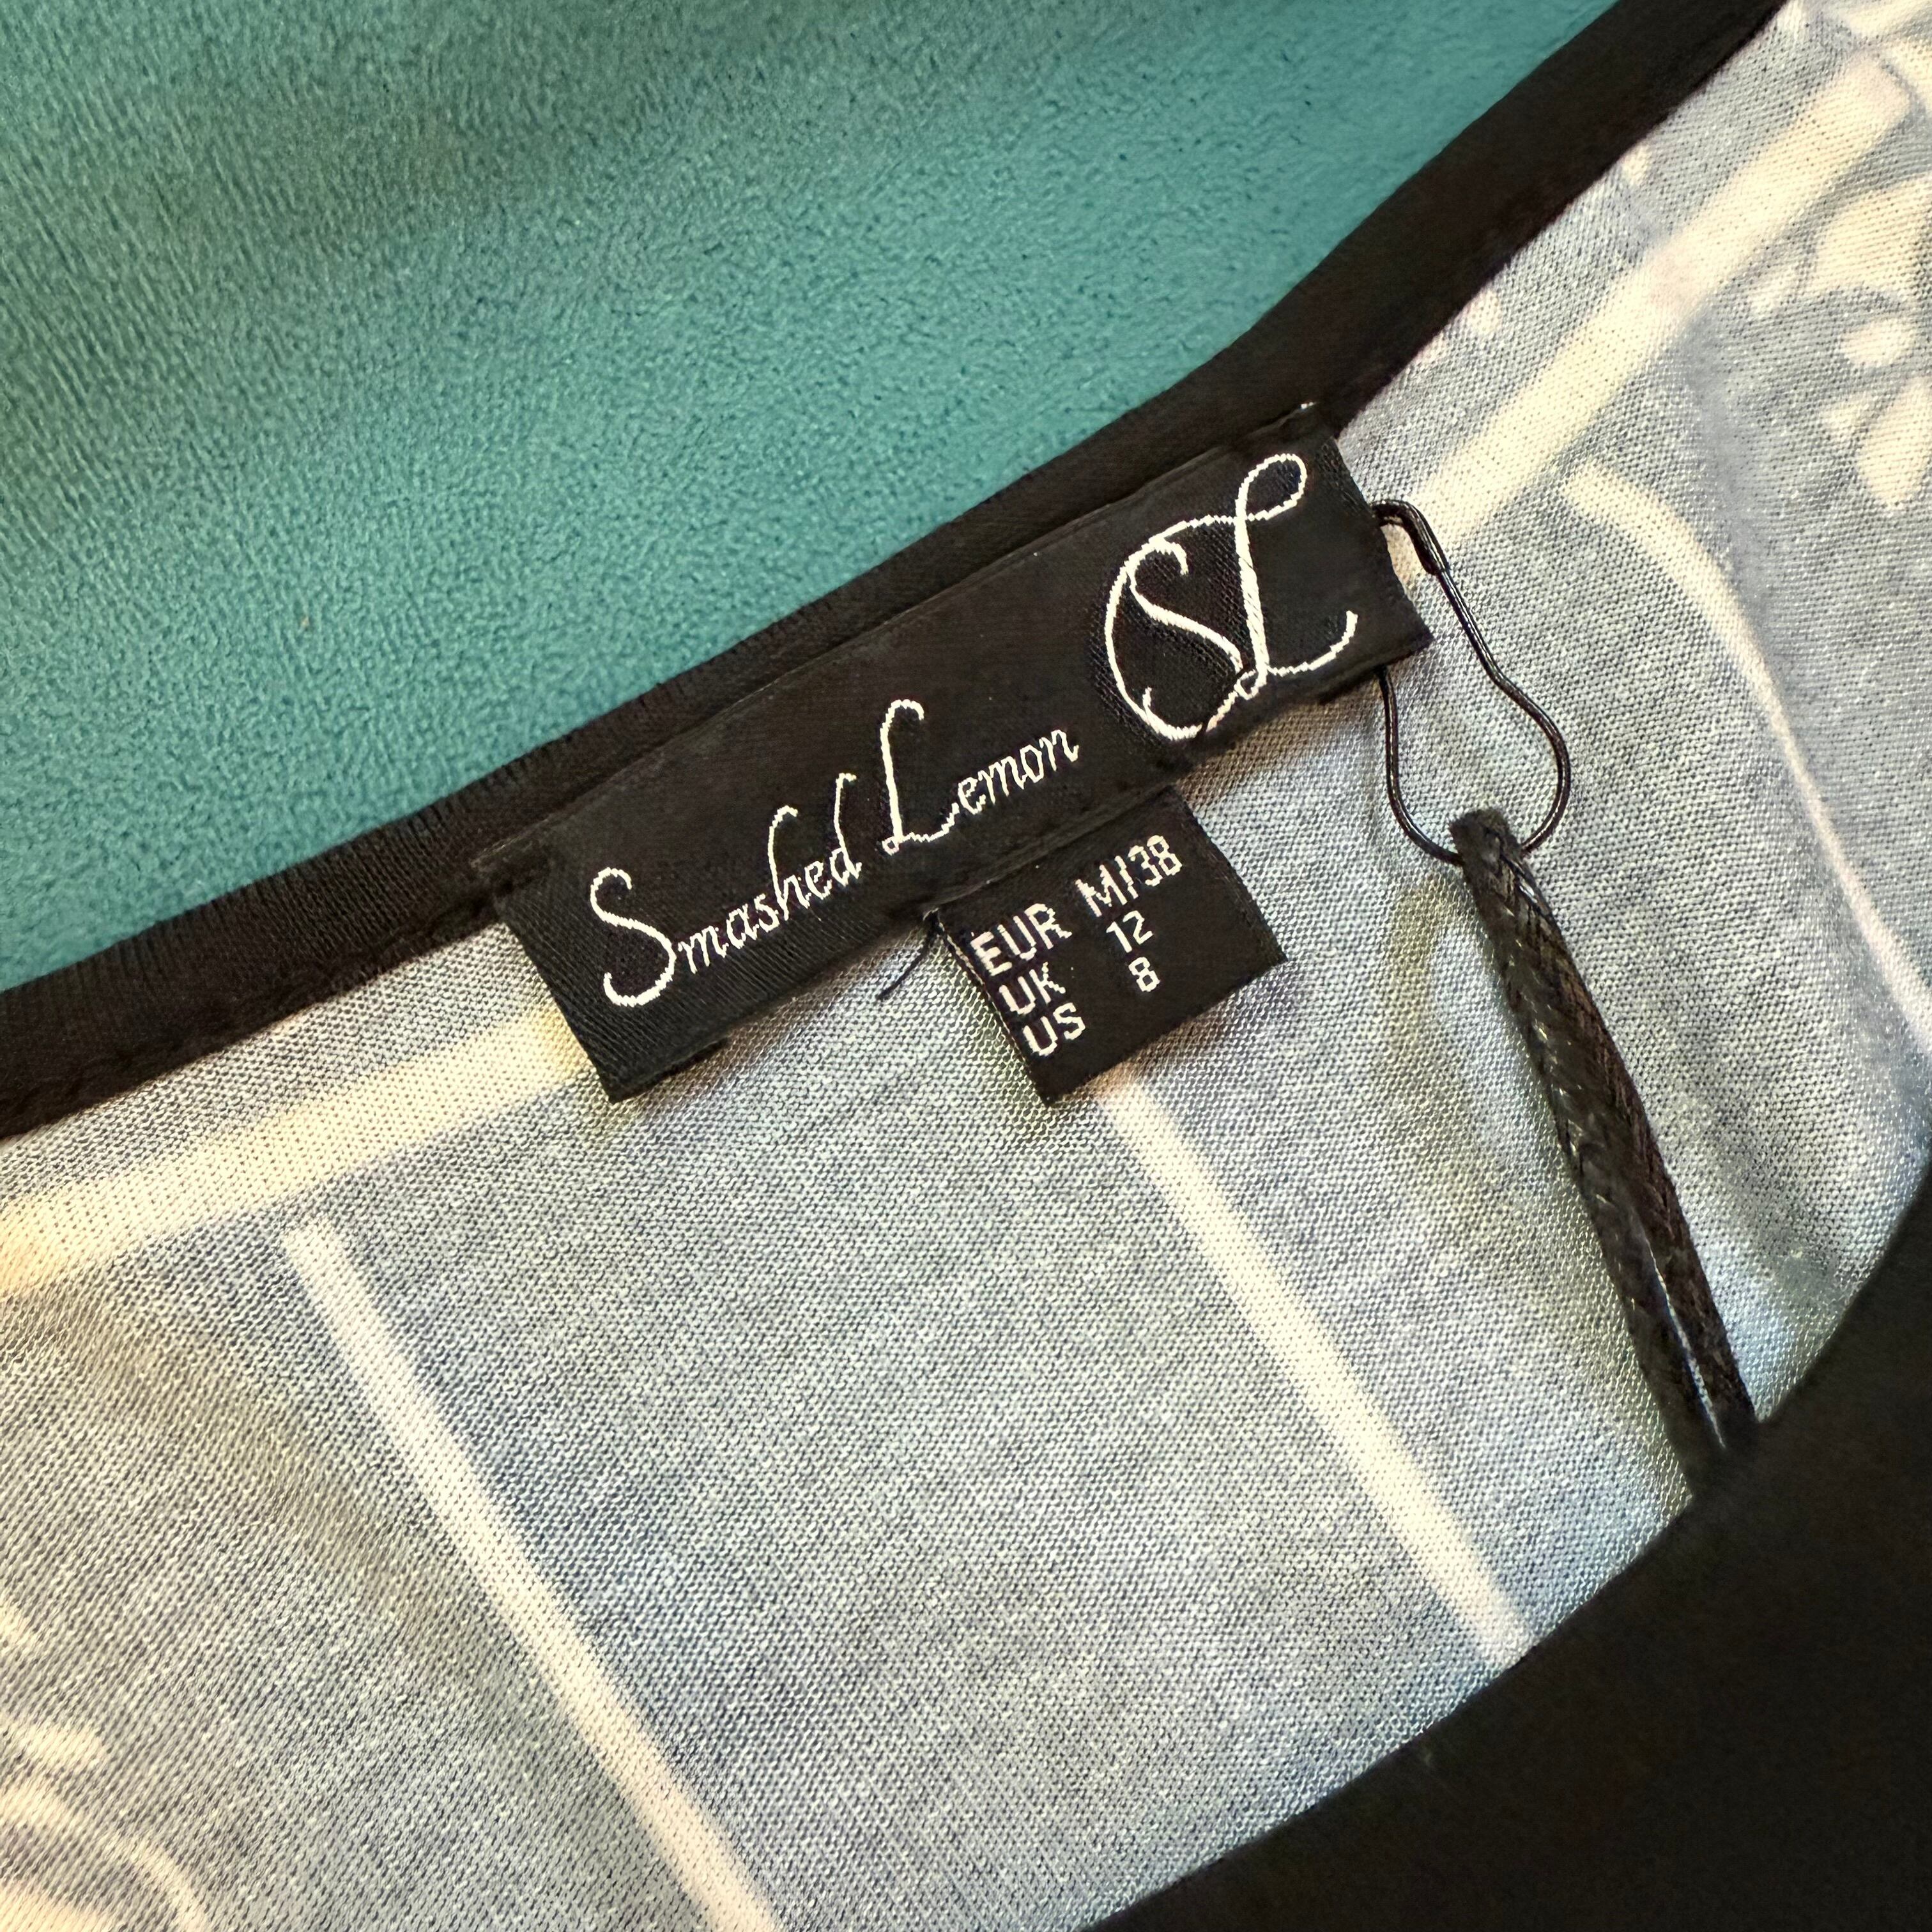 Smashed Lemon SL
EUR M/38
UK 12
US 8